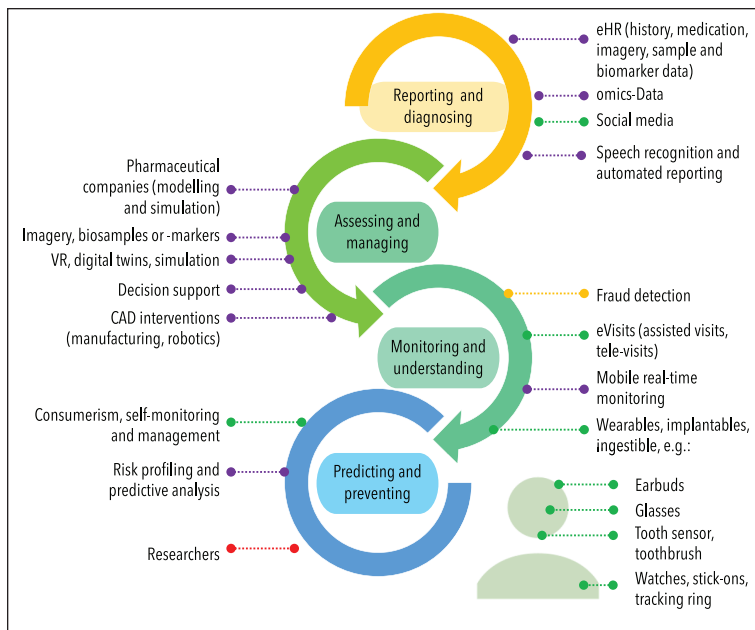 eHR (history, medication,
imagery, sample and
biomarker data)
Reporting and
diagnosing
omics-Data
Social media
Speech recognition and
automated reporting
Pharmaceutical
companies (modelling
and simulation)
Assessing and
managing
Imagery, biosamples or -markers
VR, digital twins, simulation
Decision support
CAD interventions
(manufacturing, robotics)
Fraud detection
eVisits (assisted visits,
tele-visits)
Monitoring and
understanding
Mobile real-time
monitoring
Wearables, implantables,
ingestible, e.g.:
Consumerism, self-monitoring
and management
Risk profiling and
predictive analysis
Predicting and
preventing
Researchers
Earbuds
Glasses
Tooth sensor,
toothbrush
Watches, stick-ons,
tracking ring